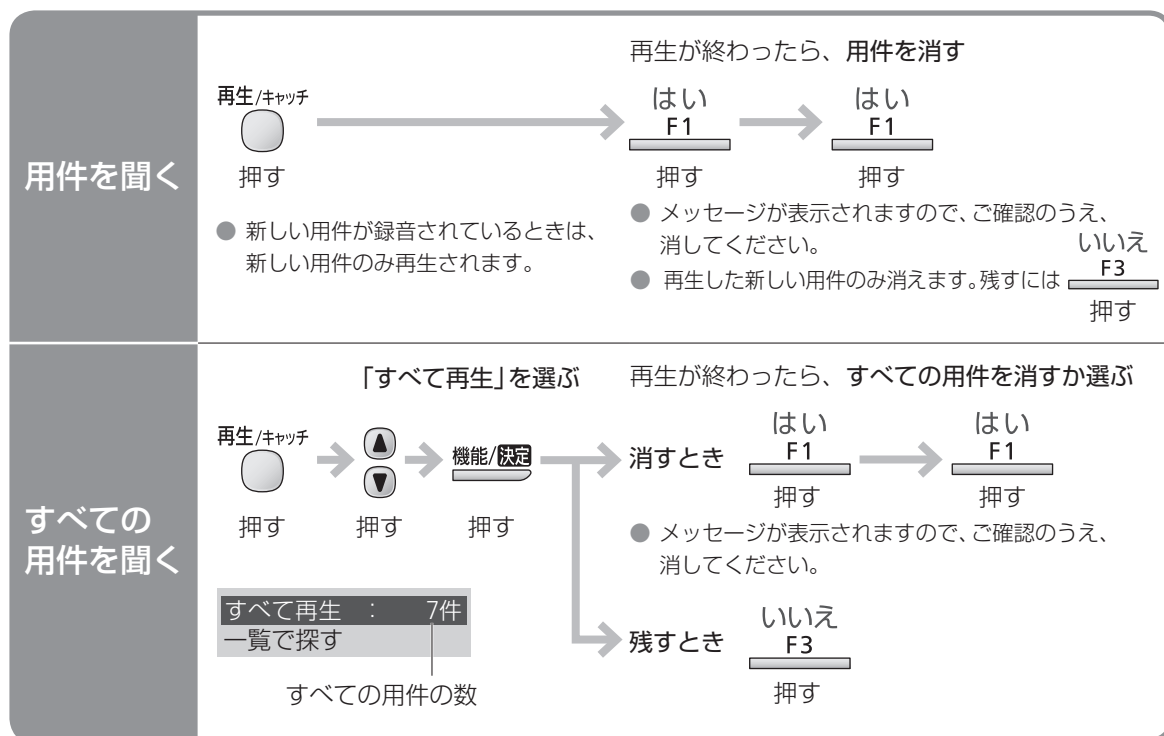 用件を聞く
再生/キャッチ
押す
● 新しい用件が録音されているときは、
新しい用件のみ再生されます。
再生が終わったら、用件を消す
はい
F1
押す
はい
F1
押す
● メッセージが表示されますので、ご確認のうえ、
消してください。
● 再生した新しい用件のみ消えます。残すには
いいえ
F3
押す
すべての
用件を聞く
「すべて再生」を選ぶ
再生/キャッチ
押す
▲
▼
押す
機能/決定
押す
すべて再生 : 7件
一覧で探す
すべての用件の数
再生が終わったら、すべての用件を消すか選ぶ
消すとき
はい
F1
押す
はい
F1
押す
● メッセージが表示されますので、ご確認のうえ、
消してください。
残すとき
いいえ
F3
押す